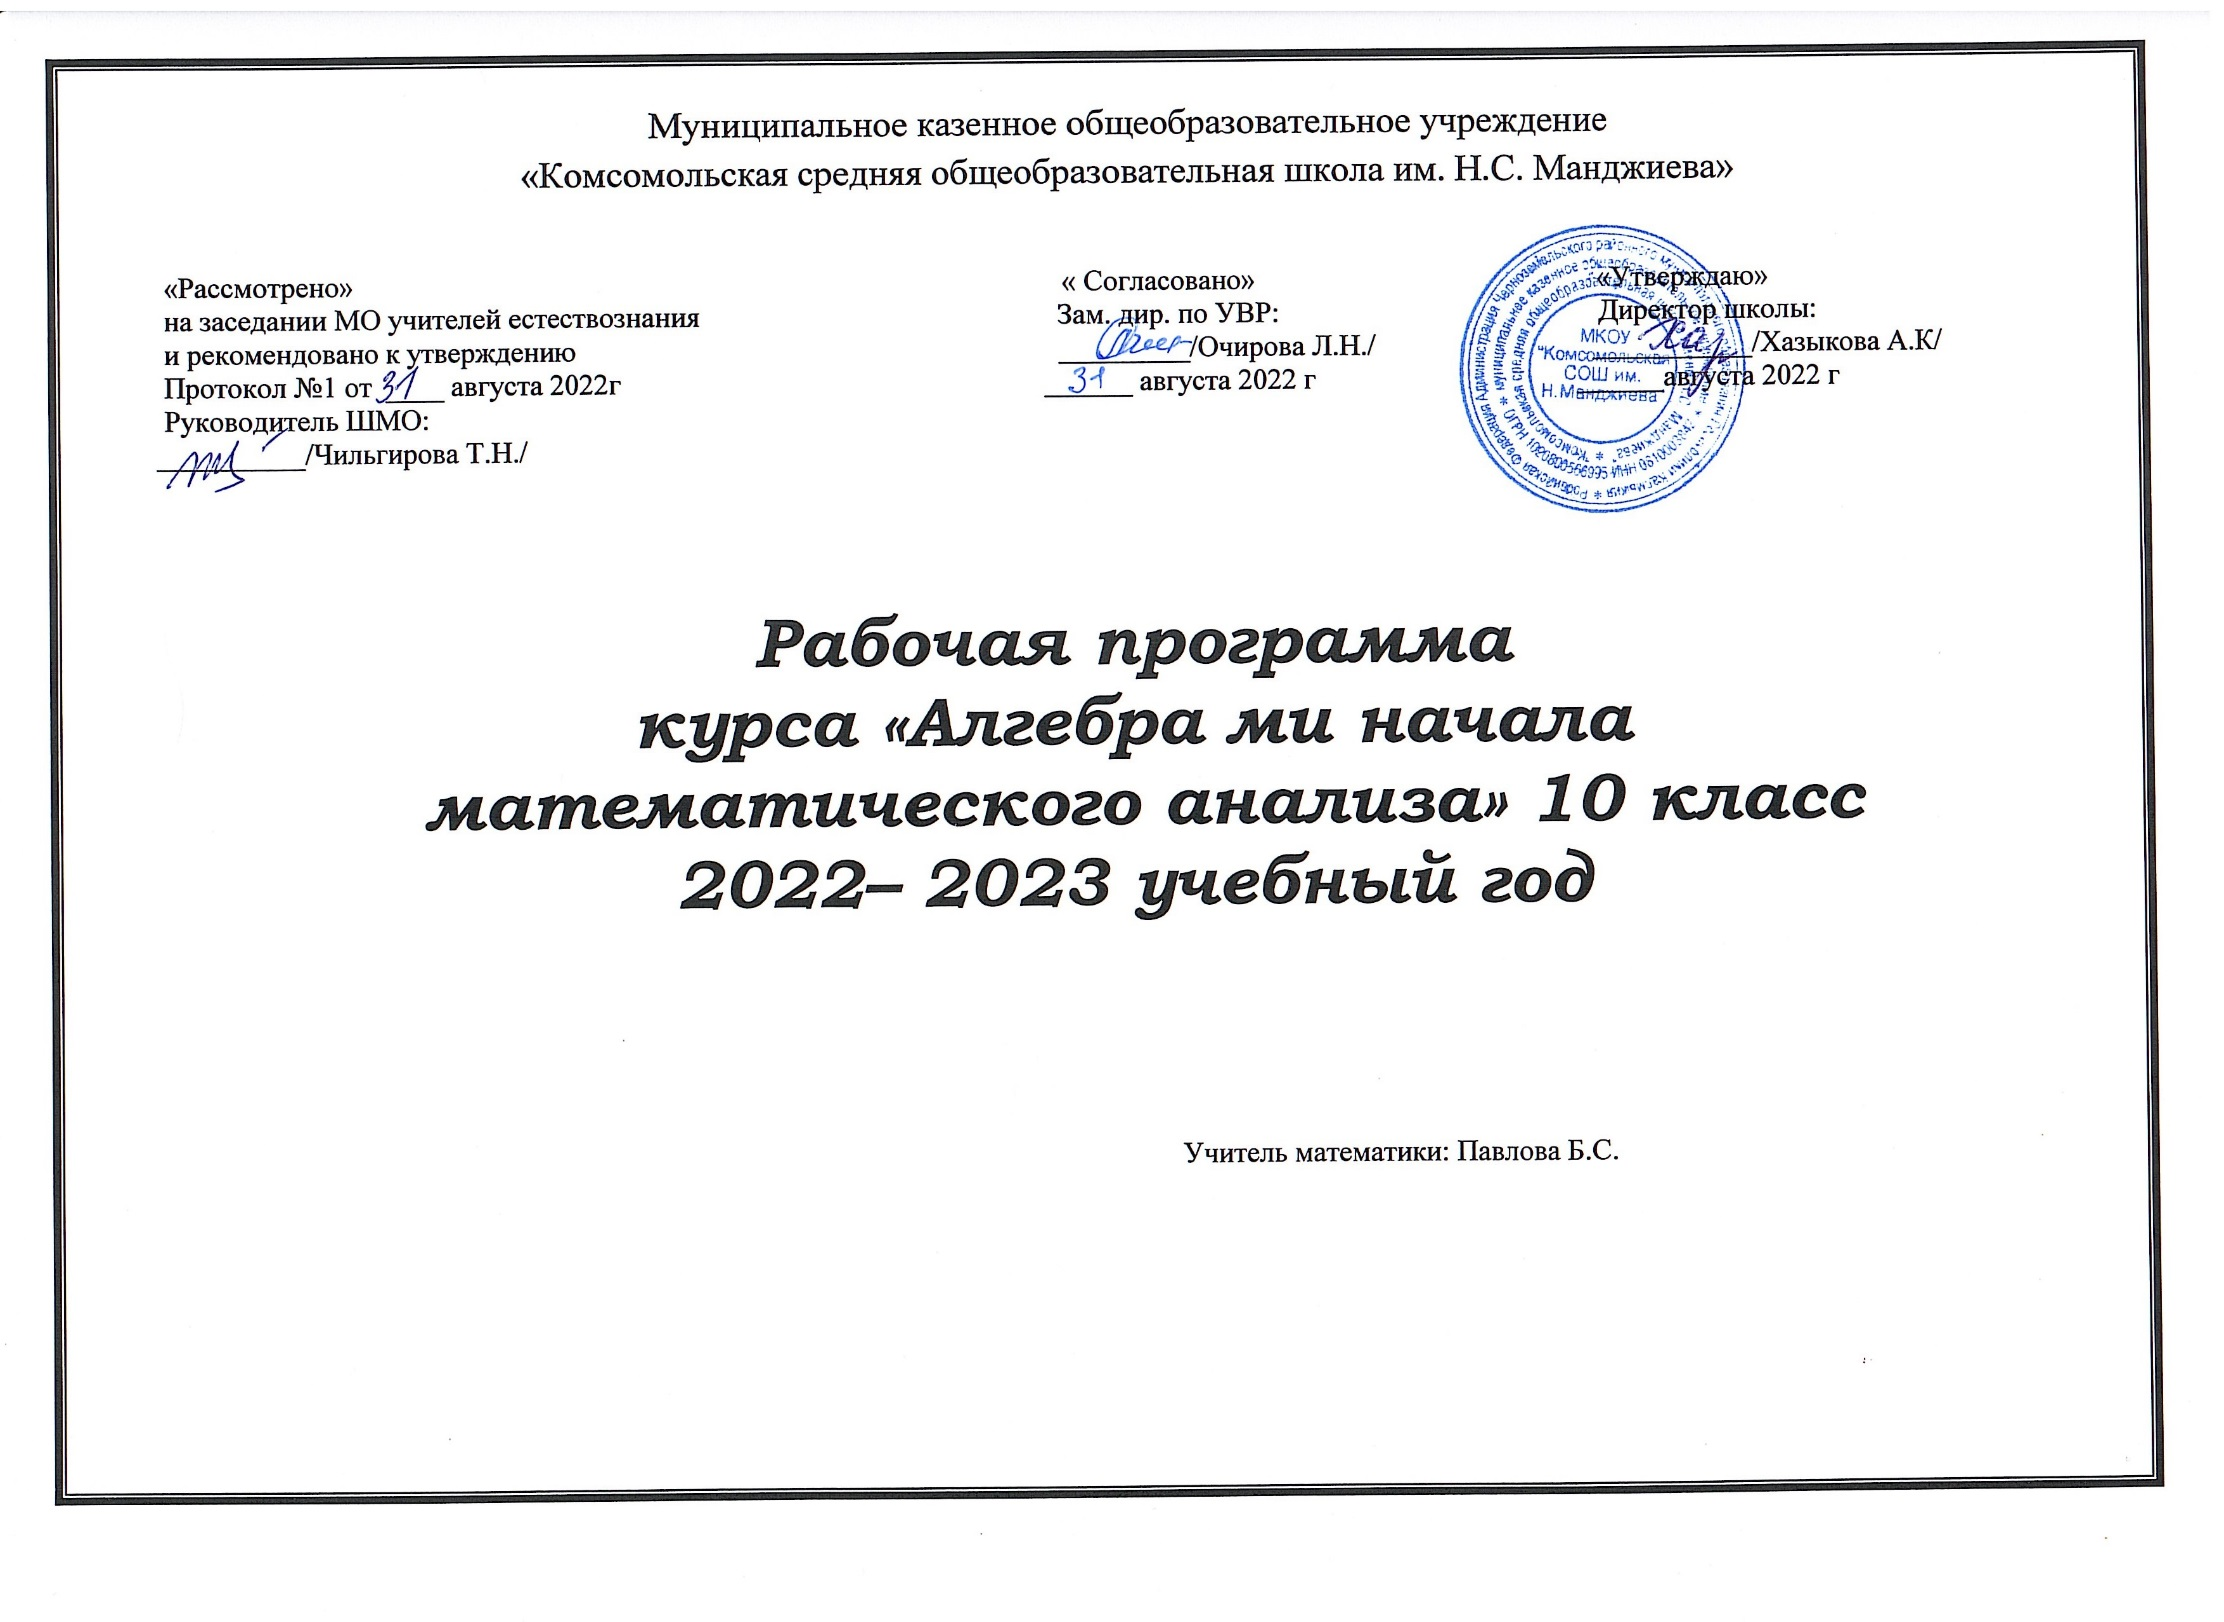 Муниципальное казенное общеобразовательное учреждение
«Комсомольская средняя общеобразовательная школа им. Н.С. Манджиева»
«Рассмотрено»
на заседании МО учителей естествознания
и рекомендовано к утверждению
Протокол №1 от 31 августа 2022г
Руководитель ШМО:
/Чильгирова Т.Н./
« Согласовано»
Зам. дир. по УВР:
/Очирова Л.Н./
31 августа 2022 г
«Утверждаю»
Директор школы:
/Хазыкова А.К/
августа 2022 г
МКОУ
"Комсомольская
СОШ им.
Н.Манджиева"
Рабочая программа
курса «Алгебра ми начала
математического анализа» 10 класс
2022– 2023 учебный год
Учитель математики: Павлова Б.С.